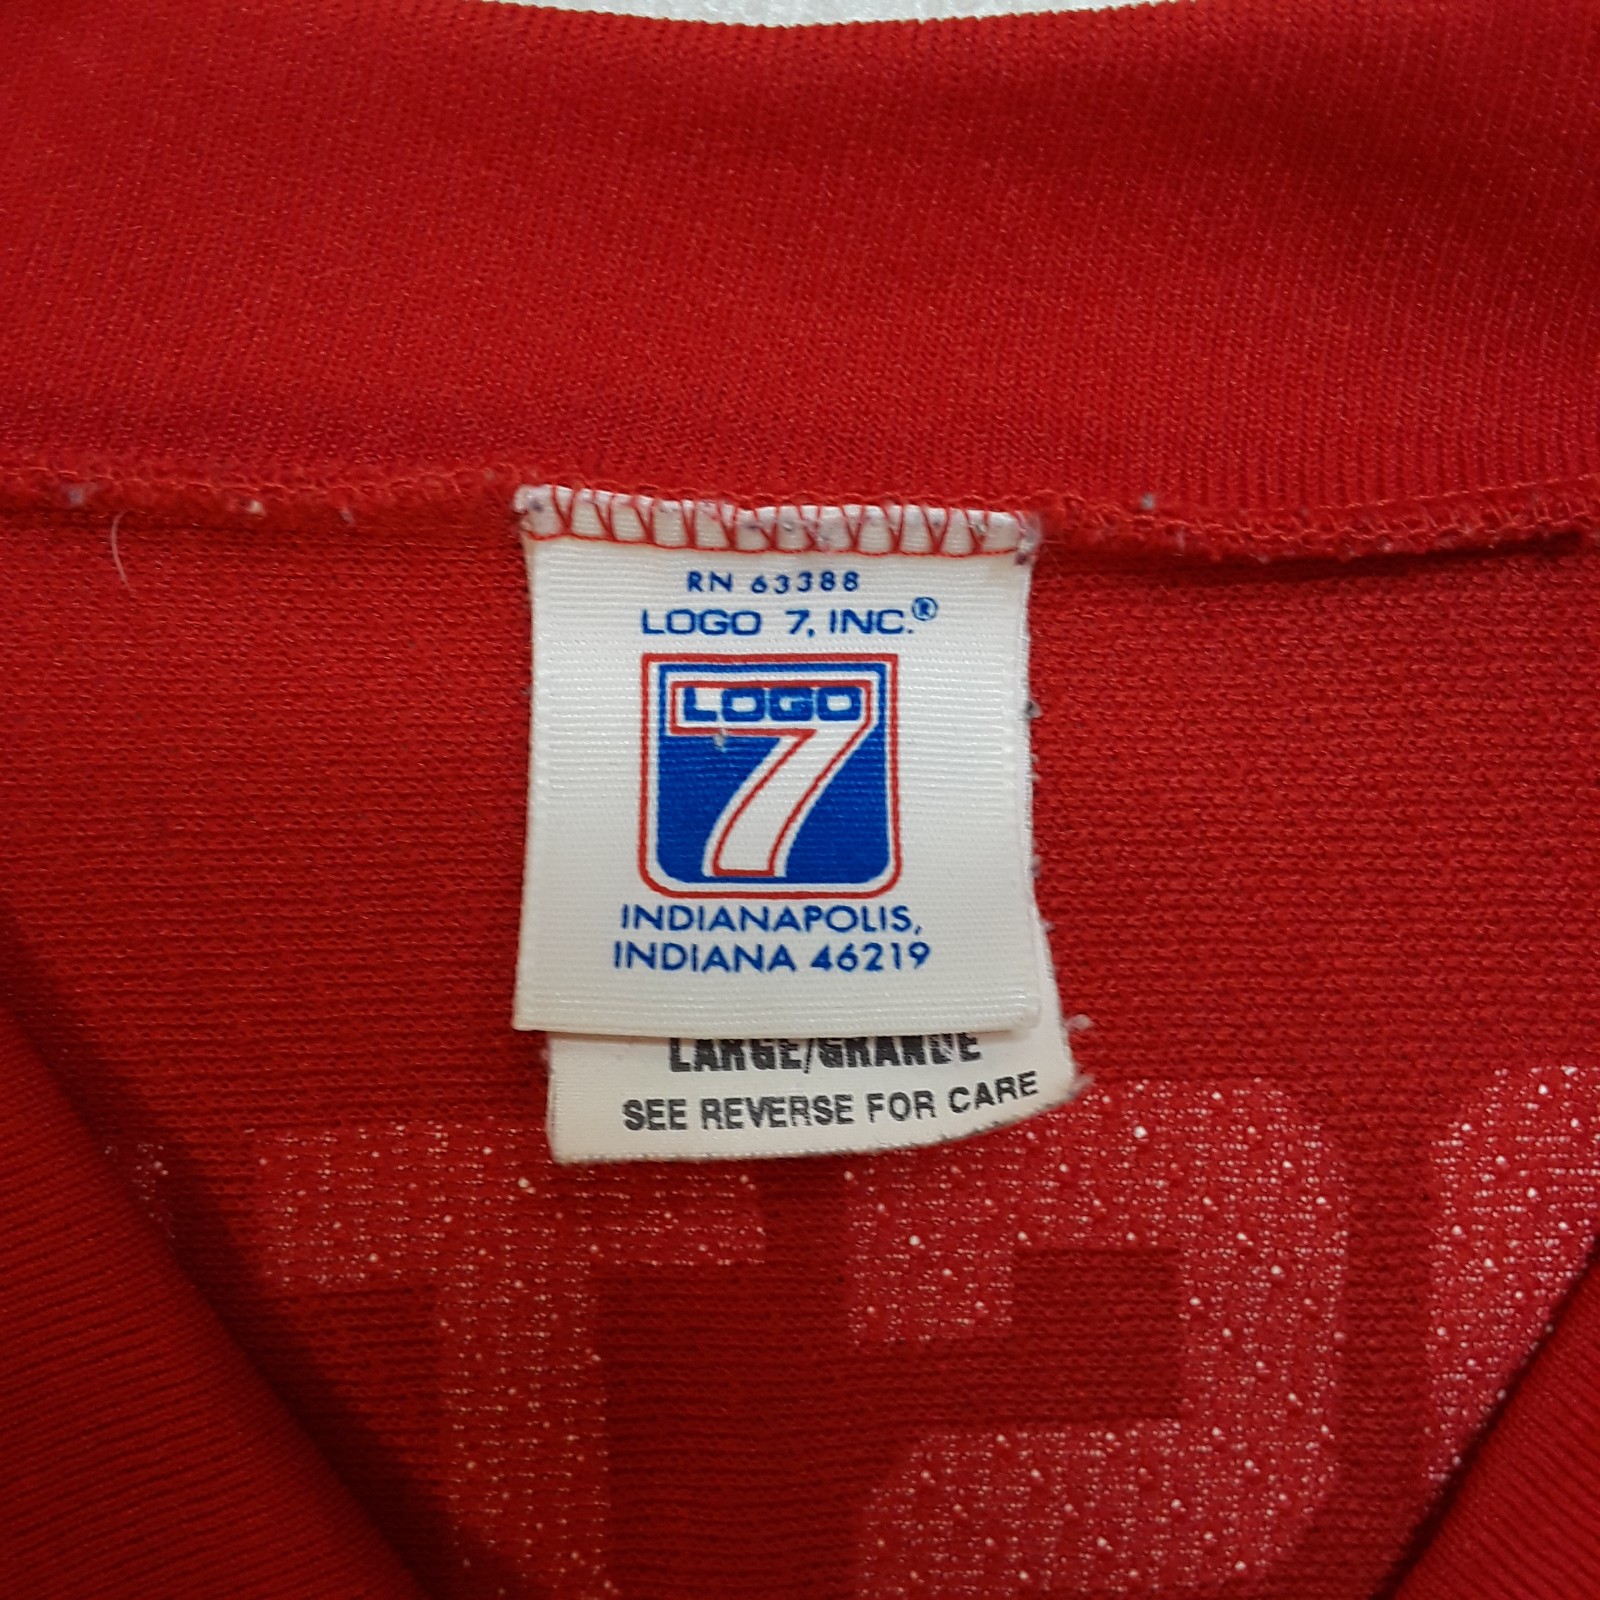 RN 63388
LOGO 7, INC.®
LOGO
7
INDIANAPOLIS,
INDIANA 46219
LARGE/GRANDE
SEE REVERSE FOR CARE